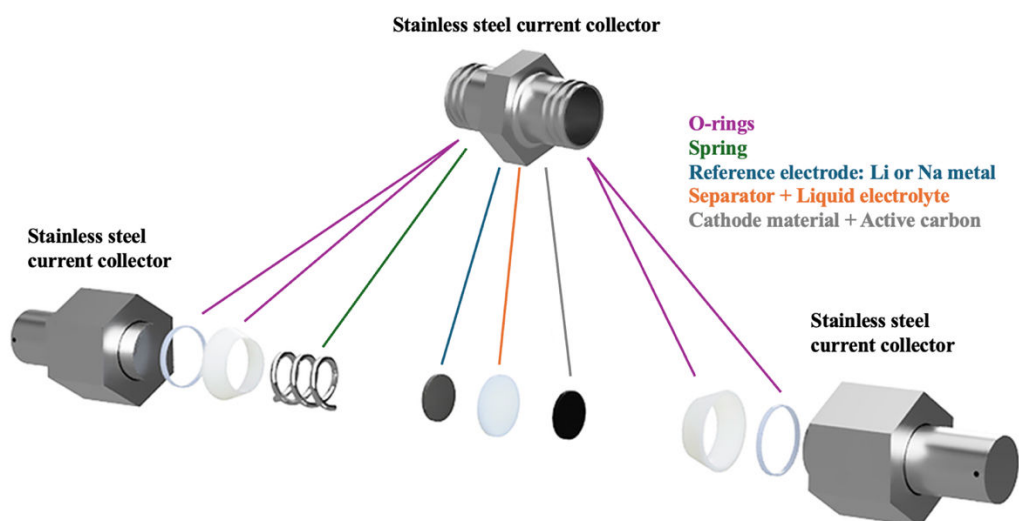 Stainless steel current collector
O-rings
Spring
Reference electrode: Li or Na metal
Separator + Liquid electrolyte
Cathode material + Active carbon
Stainless steel
current collector
Stainless steel
current collector